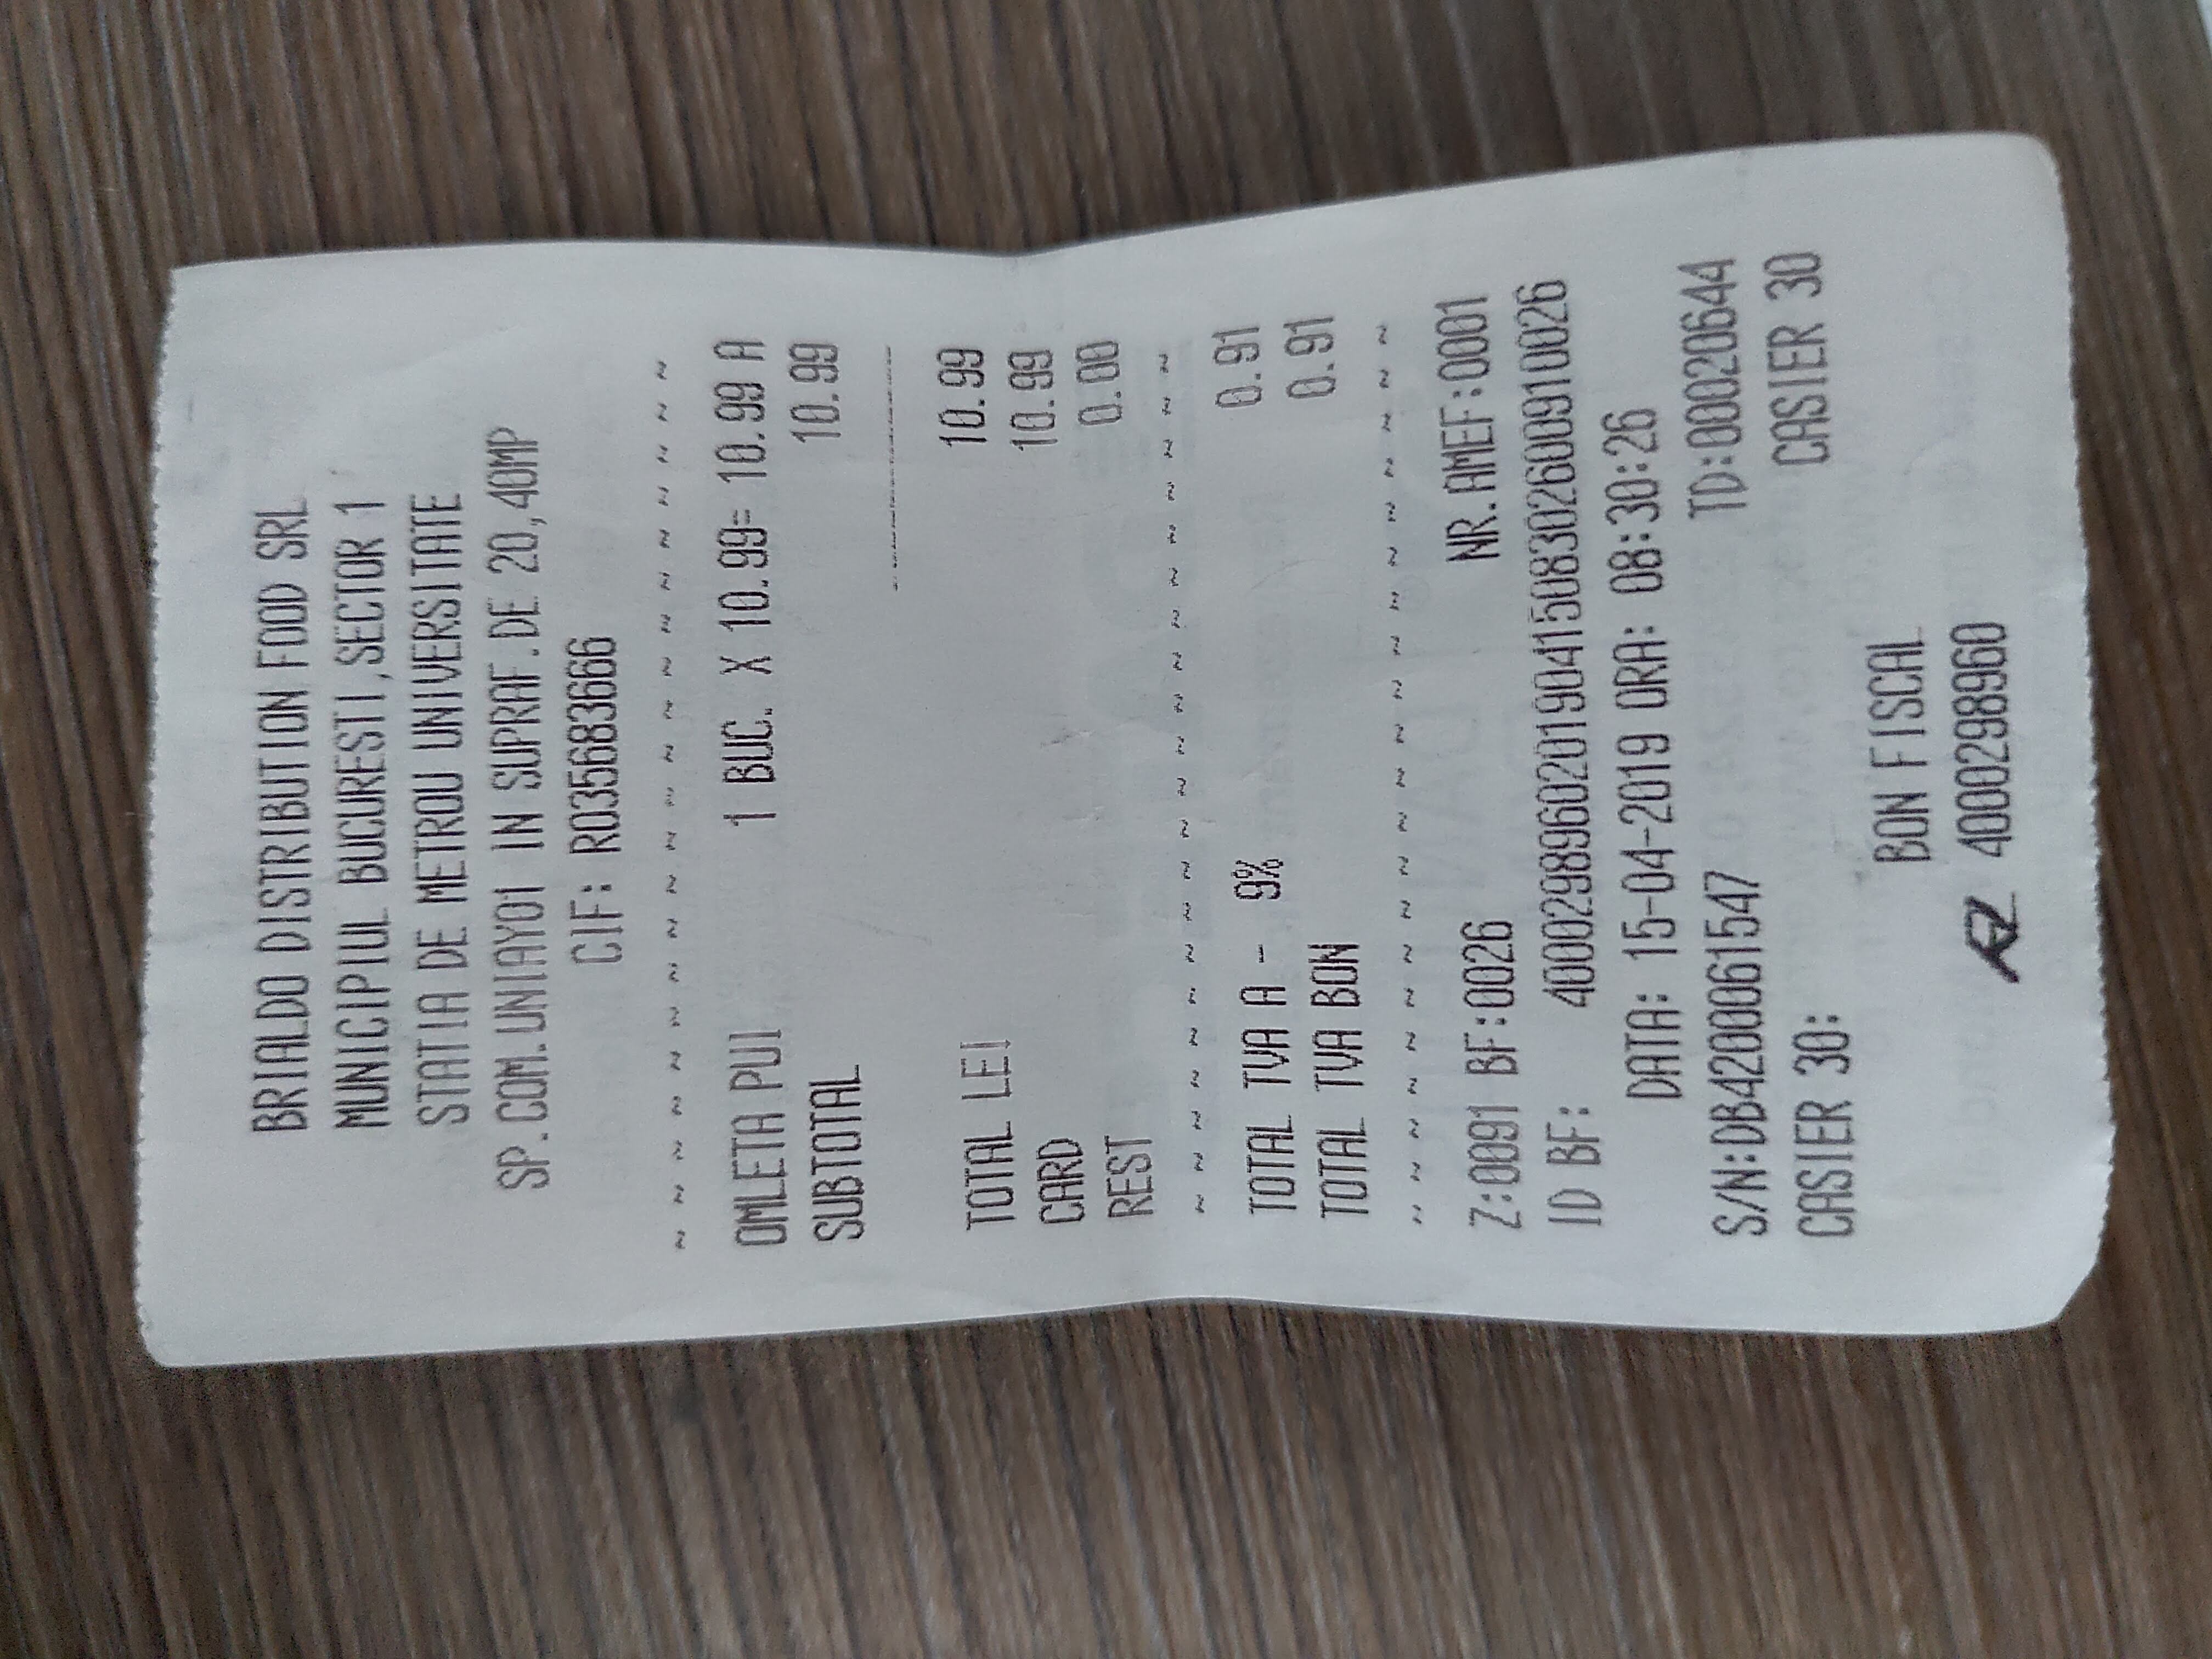 BRIALDO DISTRIBUTION FOOD SRL
MUNICIPIUL BUCURESTI,SECTOR 1
STATIA DE METROU UNIVERSITATE
SP.COM.UNIAY01 IN SUPRAF.DE 20,40MP
CIF: RO35683666
~ ~ ~ ~ ~ ~ ~ ~ ~ ~ ~ ~ ~ ~ ~ ~ ~ ~ ~ ~ ~
OMLETA PUI 1 BUC. X 10.99= 10.99 A
SUBTOTAL 10.99
TOTAL LEI 10.99
CARD 10.99
REST 0.00
~ ~ ~ ~ ~ ~ ~ ~ ~ ~ ~ ~ ~ ~ ~ ~ ~ ~ ~ ~ ~
TOTAL TVA A - 9% 0.91
TOTAL TVA BON 0.91
~ ~ ~ ~ ~ ~ ~ ~ ~ ~ ~ ~ ~ ~ ~ ~ ~ ~ ~ ~ ~
Z:0091 BF:0026 NR.AMEF:0001
ID BF: 40002989602019041508302600910026
DATA: 15-04-2019 ORA: 08:30:26
S/N:DB4200061547 TD:00020644
CASIER 30: CASIER 30
BON FISCAL
4000298960